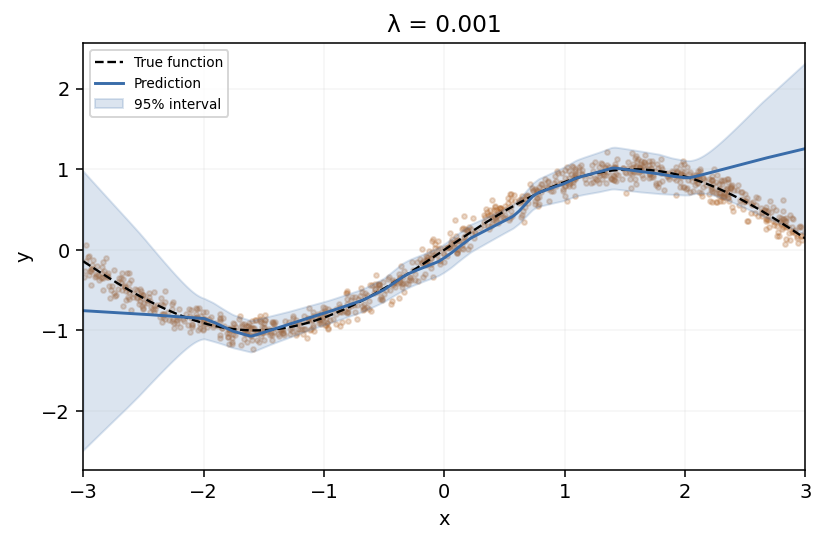 λ = 0.001
True function
Prediction
95% interval
y
2
1
0
−1
−2
−3 −2 −1 0 1 2 3
x